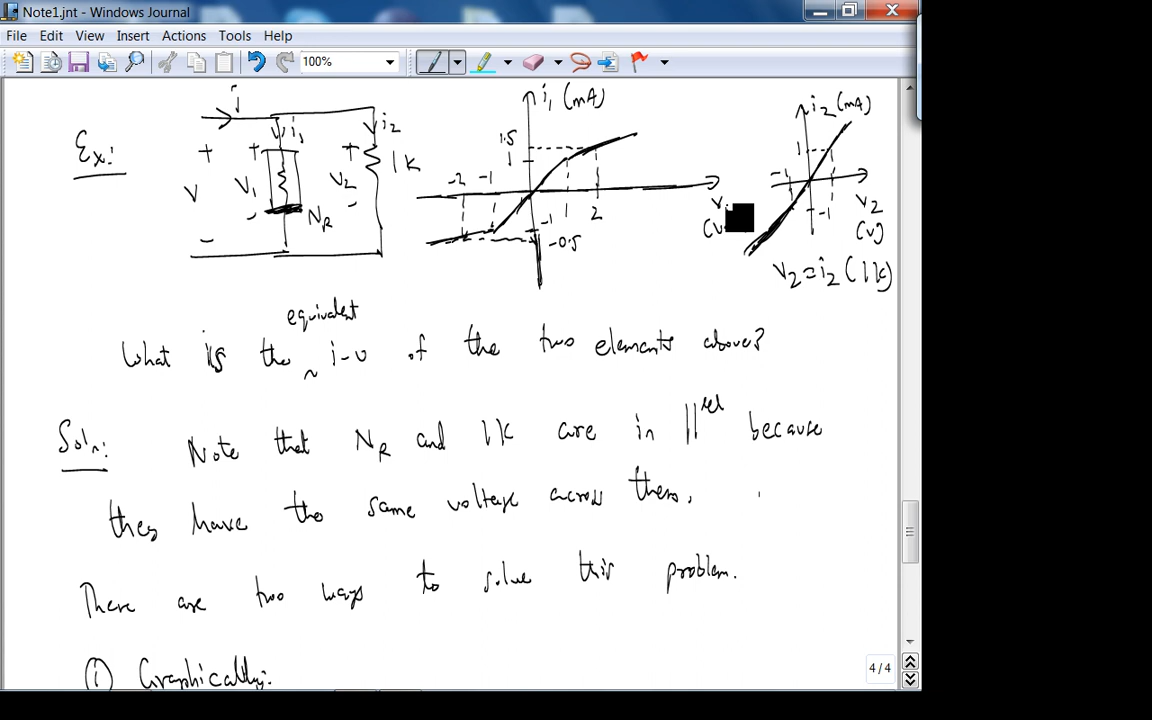 Note1.jnt - Windows Journal
File Edit View Insert Actions Tools Help
100%
Ex:
i
i1
i2
+ + +
V V1 V2
- - -
1K
NR
i1 (mA)
1.5
1
-2 -1
1 2
-1
-0.5
i2 (mA)
1
-1
-1
V2
(V)
V2 = i2 (1K)
equivalent
What is the i-v of the two elements above?
Soln: Note that NR and 1K are in ||rel because
they have the same voltage across them.
There are two ways to solve this problem.
① Graphically:
4 / 4